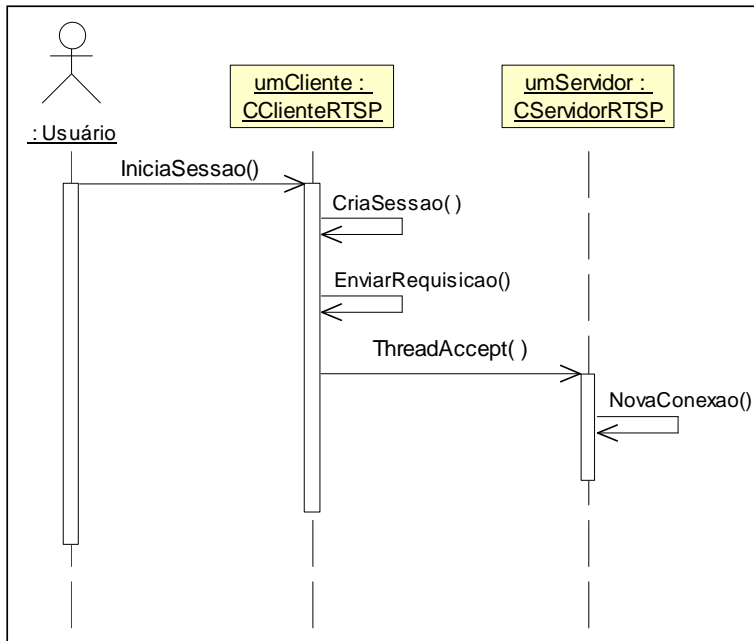 umCliente :
CClienteRTSP
umServidor :
CServidorRTSP
: Usuário
IniciaSessao()
CriaSessao( )
EnviarRequisicao()
ThreadAccept( )
NovaConexao()